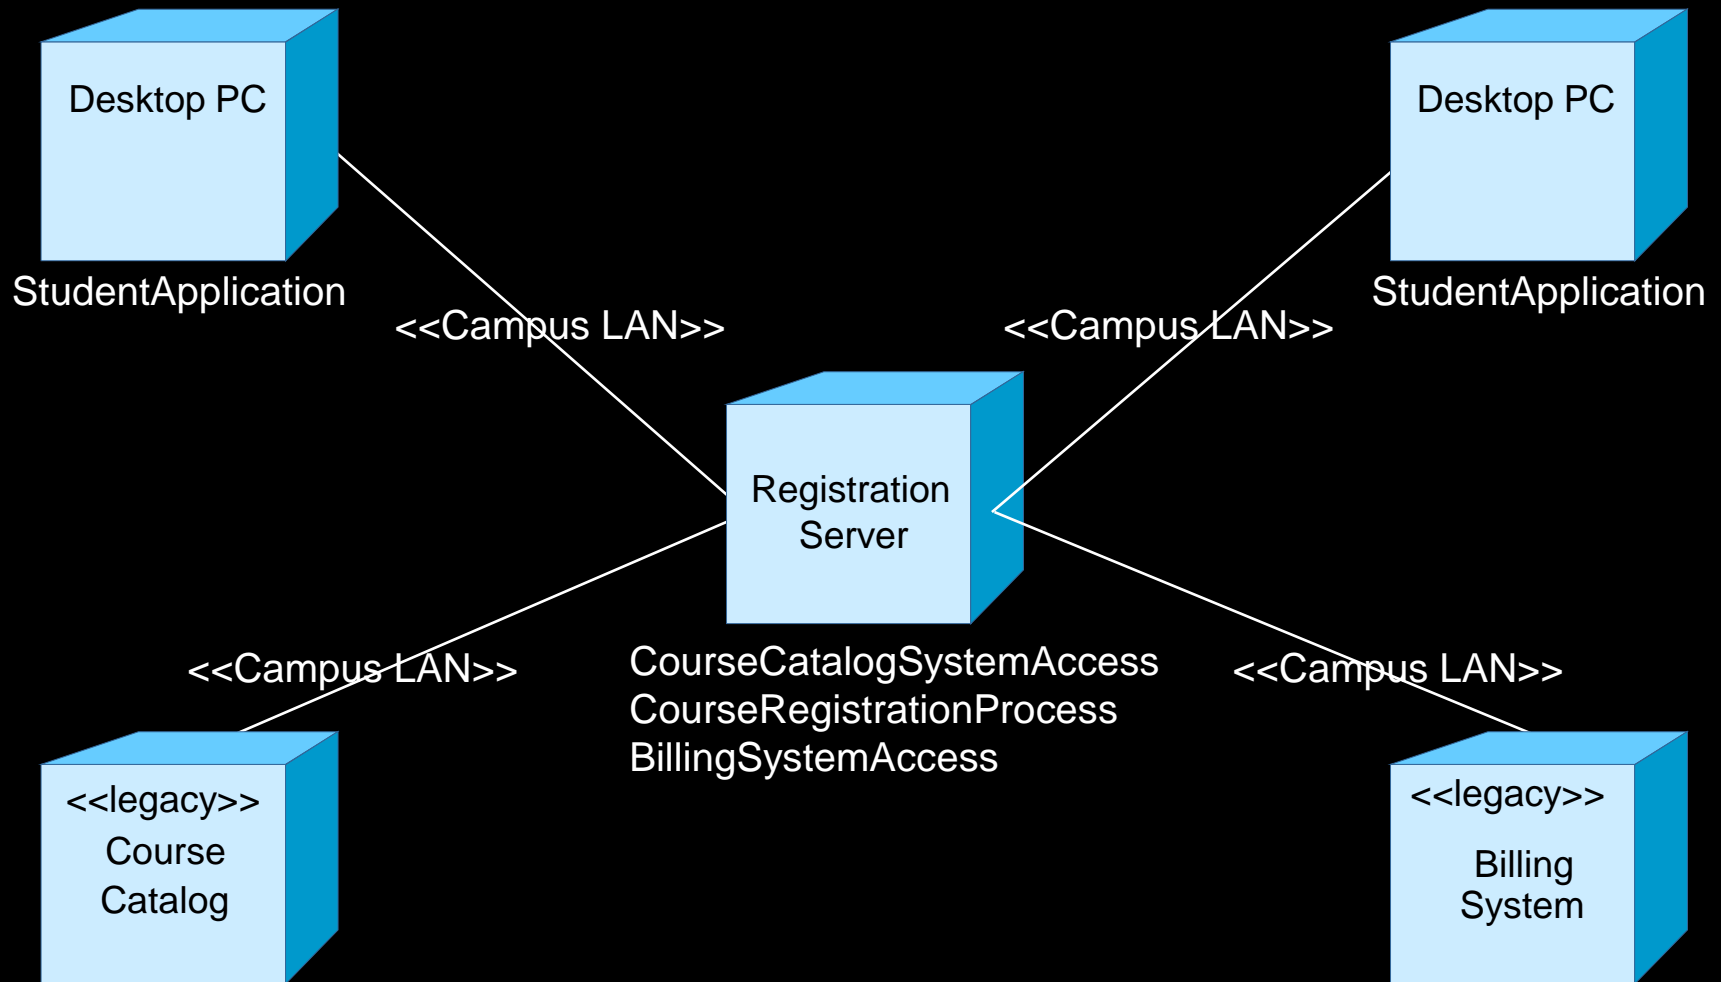 Desktop PC
Desktop PC
StudentApplication
StudentApplication
<<Campus LAN>>
<<Campus LAN>>
Registration
Server
<<Campus LAN>>
CourseCatalogSystemAccess
CourseRegistrationProcess
BillingSystemAccess
<<Campus LAN>>
<<legacy>>
Course
Catalog
<<legacy>>
Billing
System